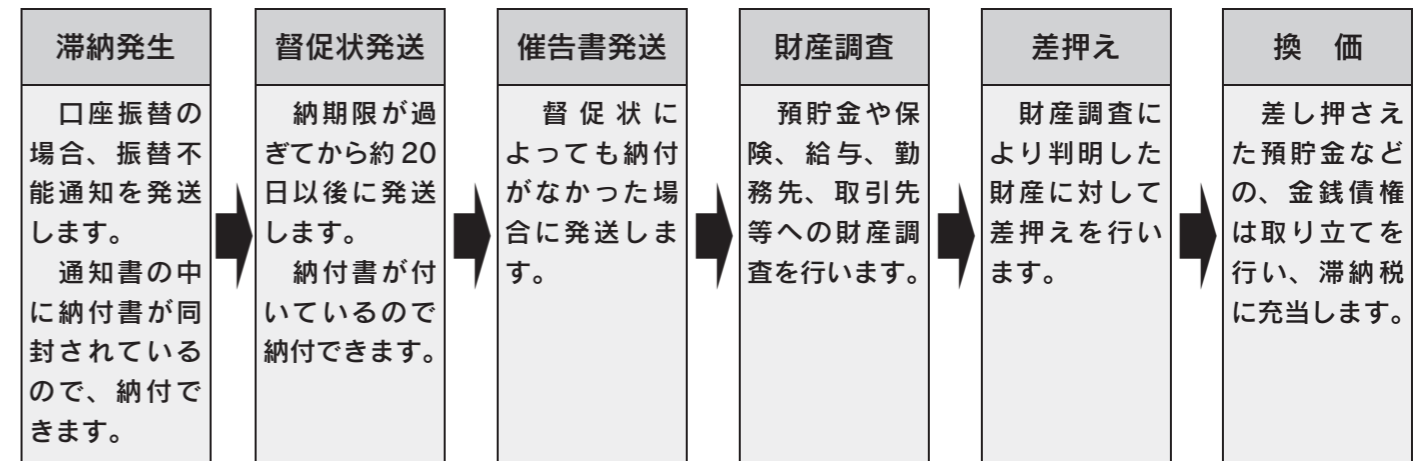 滞納発生
口座振替の
場合、振替不
能通知を発送
します。
通知書の中
に納付書が同
封されている
ので、納付で
きます。
督促状発送
納期限が過
ぎてから約20
日以後に発送
します。
納付書が付
いているので
納付できます。
催告書発送
督促状に
よっても納付
がなかった場
合に発送しま
す。
財産調査
預貯金や保
険、給与、勤
務先、取引先
等への財産調
査を行います。
差押え
財産調査に
より判明した
財産に対して
差押えを行い
ます。
換　価
差し押さえ
た預貯金など
の、金銭債権
は取り立てを
行い、滞納税
に充当します。